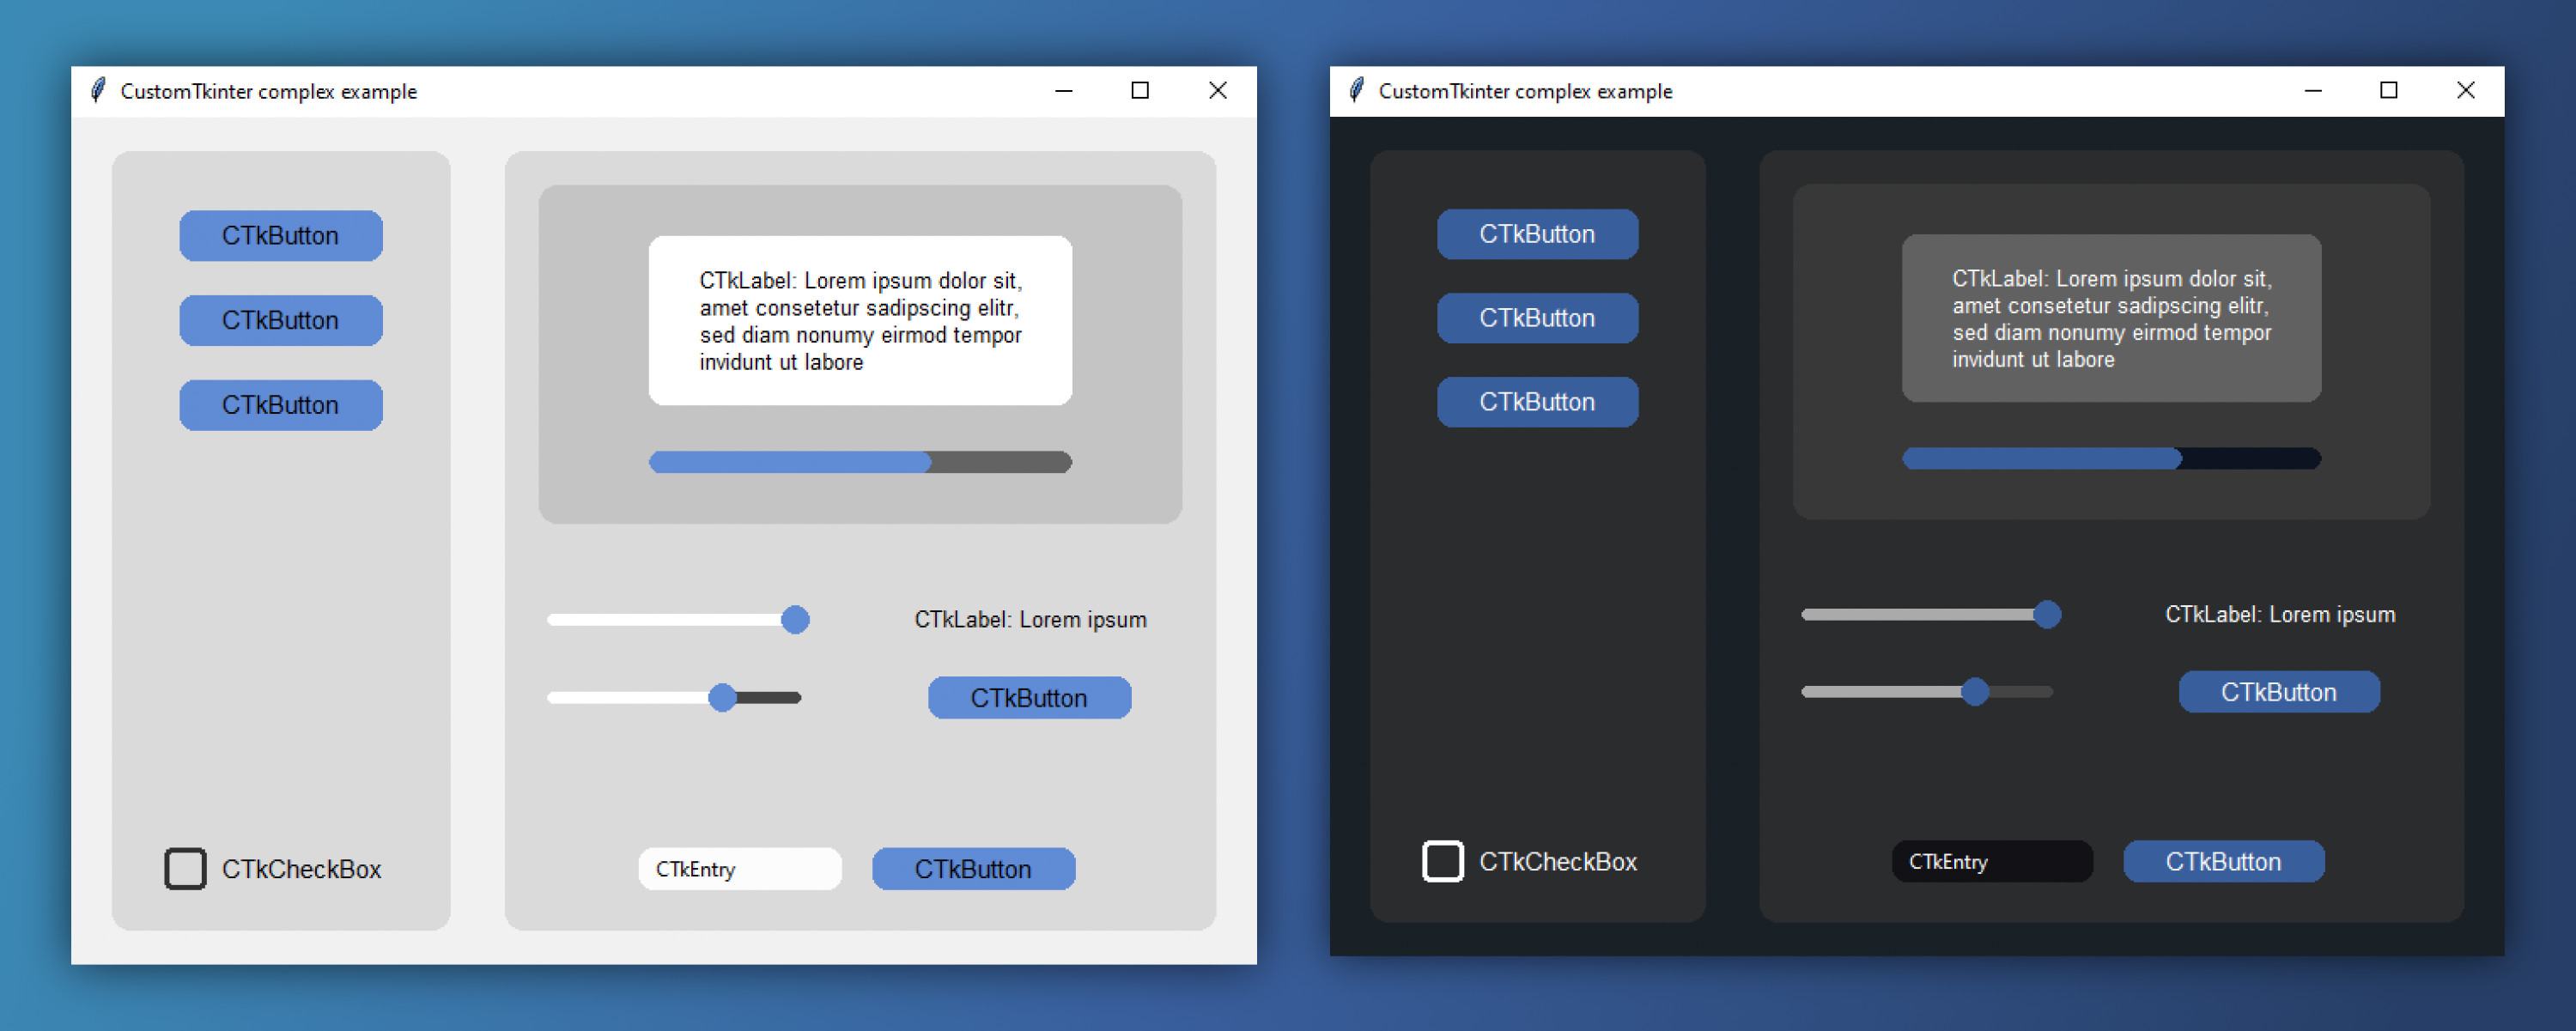 CustomTkinter complex example
CTkButton
CTkButton
CTkButton
CTkCheckBox
CTkLabel: Lorem ipsum dolor sit,
amet consetetur sadipscing elitr,
sed diam nonumy eirmod tempor
invidunt ut labore
CTkLabel: Lorem ipsum
CTkButton
CTkEntry
CTkButton
CustomTkinter complex example
CTkButton
CTkButton
CTkButton
CTkCheckBox
CTkLabel: Lorem ipsum dolor sit,
amet consetetur sadipscing elitr,
sed diam nonumy eirmod tempor
invidunt ut labore
CTkLabel: Lorem ipsum
CTkButton
CTkEntry
CTkButton